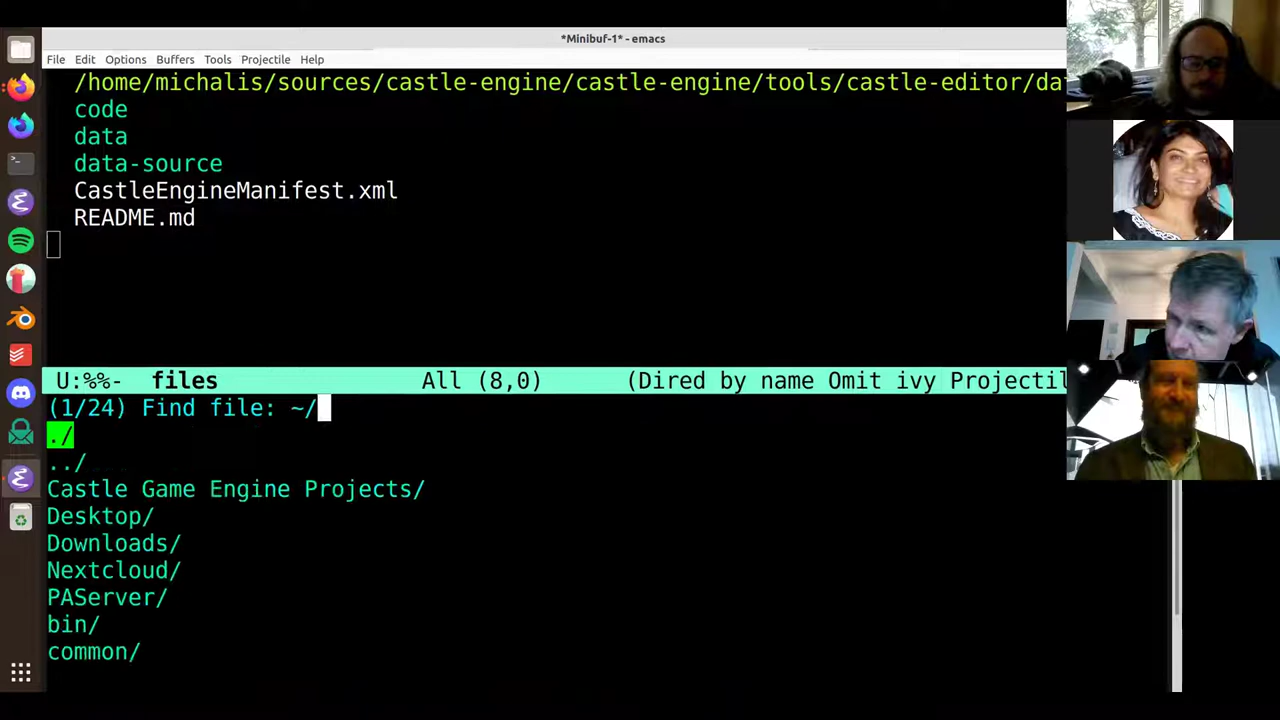 *Minibuf-1* - emacs
File Edit Options Buffers Tools Projectile Help
/home/michalis/sources/castle-engine/castle-engine/tools/castle-editor/da
code
data
data-source
CastleEngineManifest.xml
README.md
U:%%- files All (8,0) (Dired by name Omit ivy Projectil
(1/24) Find file: ~/
./
../
Castle Game Engine Projects/
Desktop/
Downloads/
Nextcloud/
PAServer/
bin/
common/